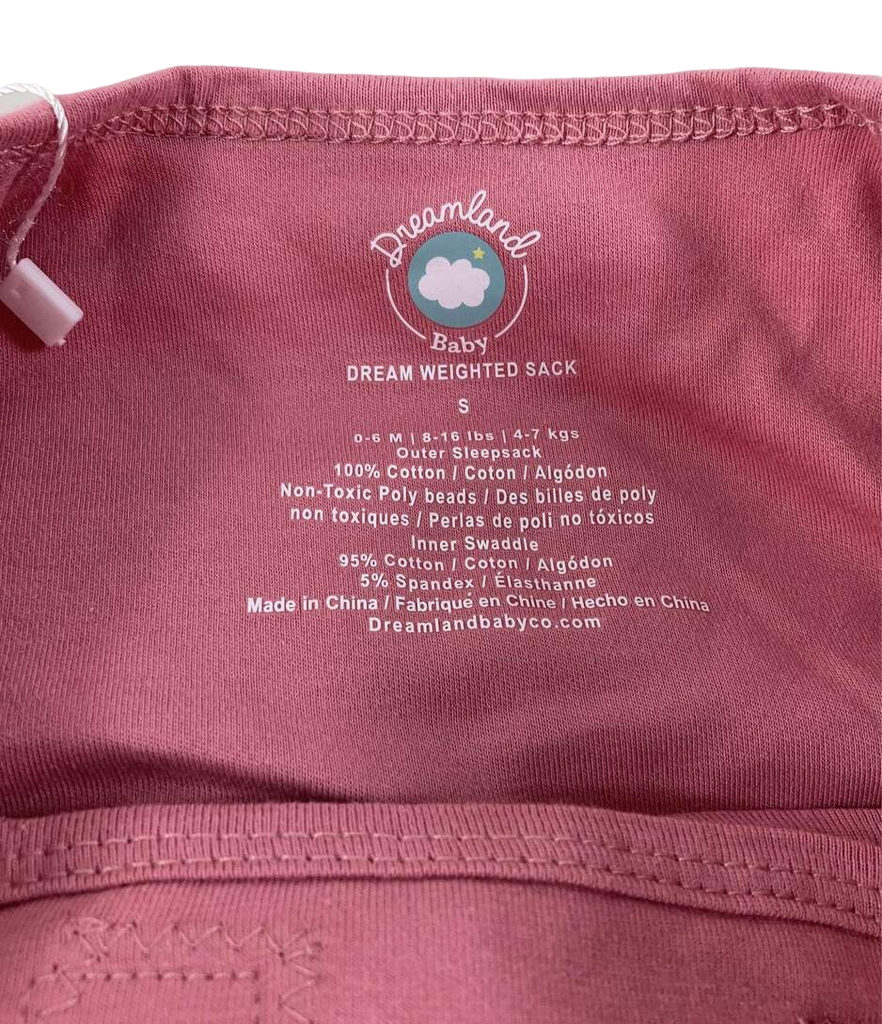 Dreamland
Baby
DREAM WEIGHTED SACK
S
0-6 M | 8-16 lbs | 4-7 kgs
Outer Sleepsack
100% Cotton / Coton / Algódon
Non-Toxic Poly beads / Des billes de poly
non toxiques / Perlas de poli no tóxicos
Inner Swaddle
95% Cotton / Coton / Algódon
5% Spandex / Élasthanne
Made in China / Fabriqué en Chine / Hecho en China
Dreamlandbabyco.com